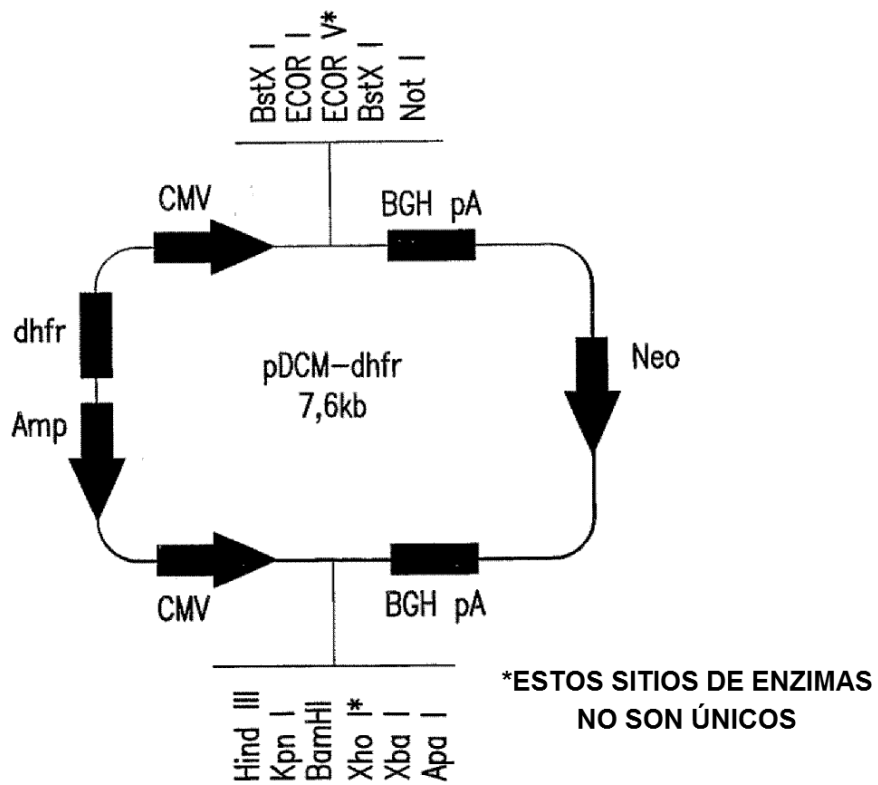 BstX I
ECOR I
ECOR V*
BstX I
Not I
CMV
BGH pA
dhfr
pDCM-dhfr
7,6kb
Neo
Amp
CMV
BGH pA
*ESTOS SITIOS DE ENZIMAS
NO SON ÚNICOS
Hind III
Kpn I
BamHI
Xho I*
Xba I
Apa I